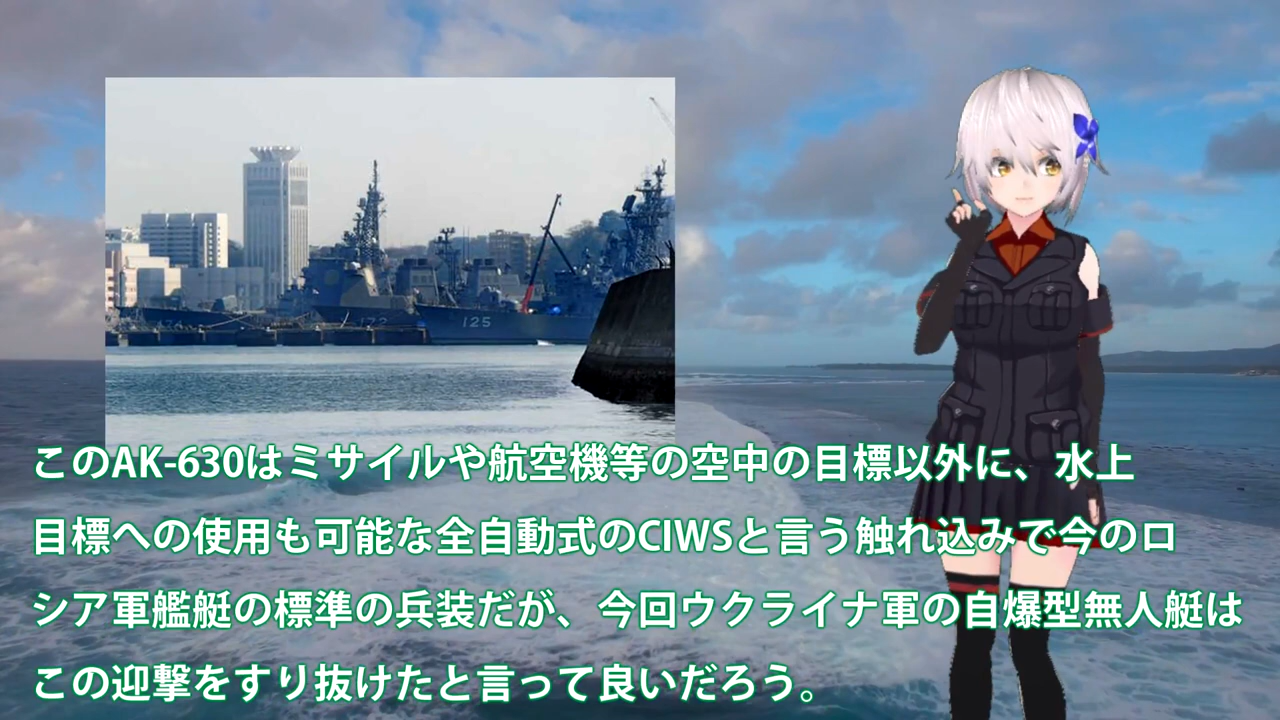 125
このAK-630はミサイルや航空機等の空中の目標以外に、水上
目標への使用も可能な全自動式のCIWSと言う触れ込みで今のロ
シア軍艦艇の標準の兵装だが、今回ウクライナ軍の自爆型無人艇は
この迎撃をすり抜けたと言って良いだろう。